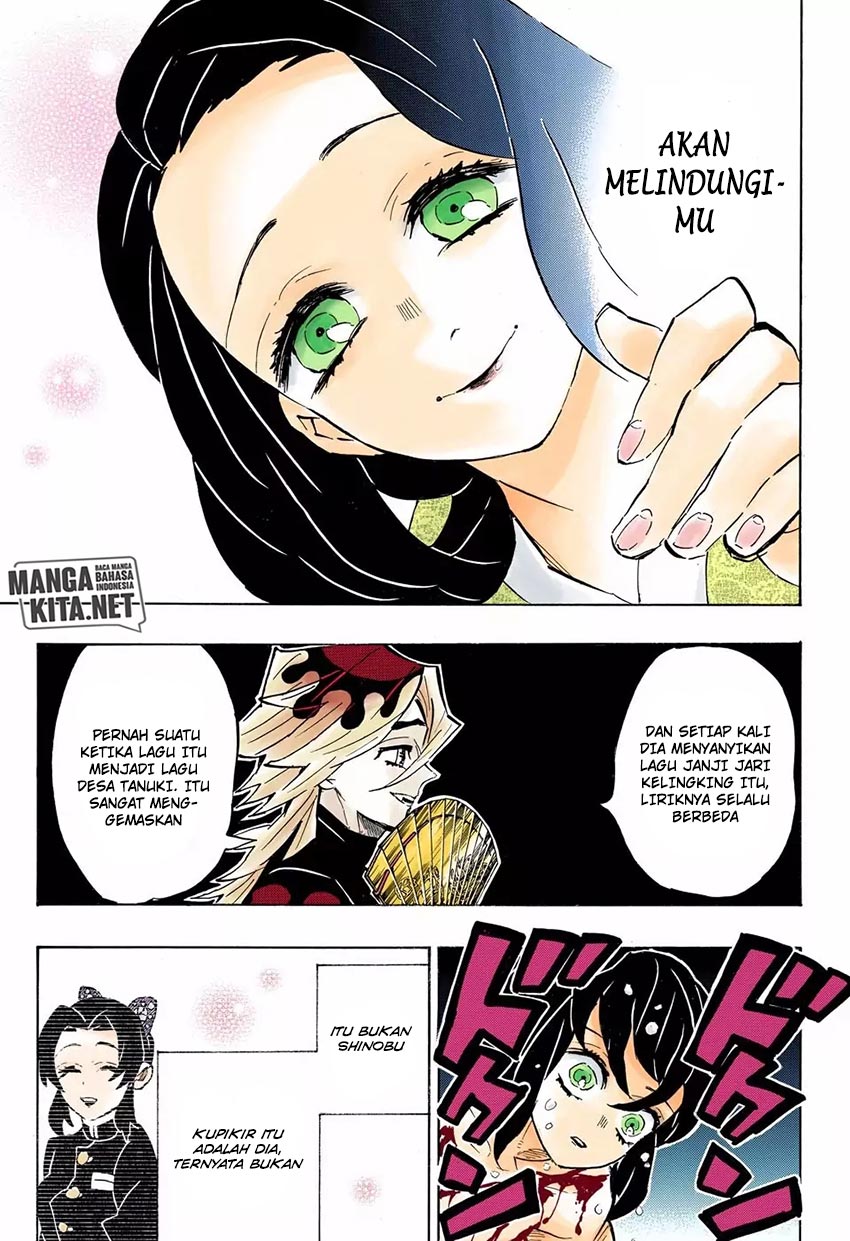 AKAN
MELINDUNGI-
MU
MANGA
KITA.NET
BACA MANGA
BAHASA
INDONESIA
DAN SETIAP KALI
DIA MENYANYIKAN
LAGU JANJI JARI
KELINGKING ITU,
LIRIKNYA SELALU
BERBEDA
PERNAH SUATU
KETIKA LAGU ITU
MENJADI LAGU
DESA TANUKI. ITU
SANGAT MENG-
GEMASKAN
ドクン
ドクン
ITU BUKAN
SHINOBU
KUPIKIR ITU
ADALAH DIA,
TERNYATA BUKAN